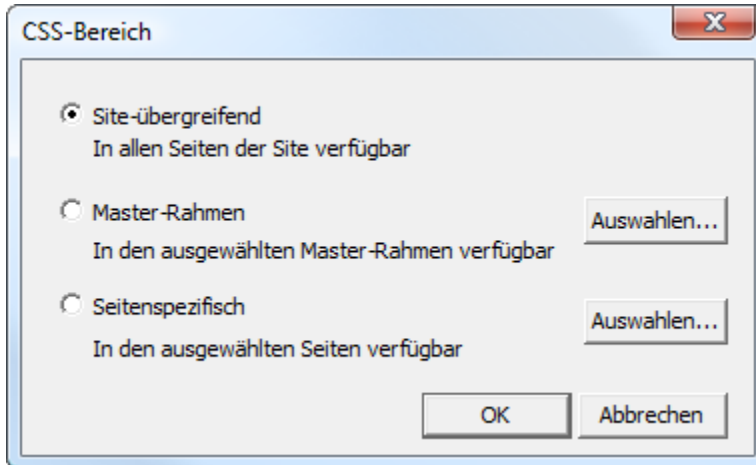 CSS-Bereich
Site-übergreifend
In allen Seiten der Site verfügbar
Master-Rahmen
Auswahlen...
In den ausgewählten Master-Rahmen verfügbar
Seitenspezifisch
Auswahlen...
In den ausgewählten Seiten verfügbar
OK
Abbrechen